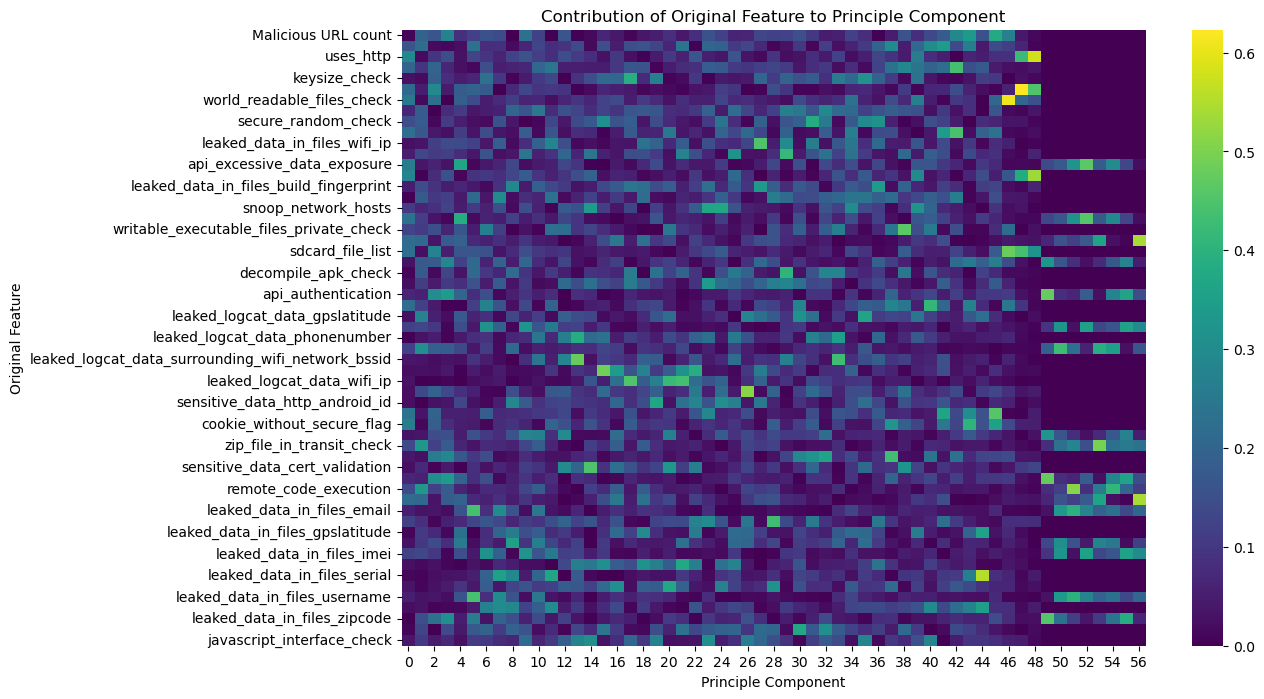 Contribution of Original Feature to Principle Component
Original Feature
Malicious URL count
uses_http
keysize_check
world_readable_files_check
secure_random_check
leaked_data_in_files_wifi_ip
api_excessive_data_exposure
leaked_data_in_files_build_fingerprint
snoop_network_hosts
writable_executable_files_private_check
sdcard_file_list
decompile_apk_check
api_authentication
leaked_logcat_data_gpslatitude
leaked_logcat_data_phonenumber
leaked_logcat_data_surrounding_wifi_network_bssid
leaked_logcat_data_wifi_ip
sensitive_data_http_android_id
cookie_without_secure_flag
zip_file_in_transit_check
sensitive_data_cert_validation
remote_code_execution
leaked_data_in_files_email
leaked_data_in_files_gpslatitude
leaked_data_in_files_imei
leaked_data_in_files_serial
leaked_data_in_files_username
leaked_data_in_files_zipcode
javascript_interface_check
0 2 4 6 8 10 12 14 16 18 20 22 24 26 28 30 32 34 36 38 40 42 44 46 48 50 52 54 56
Principle Component
0.6
0.5
0.4
0.3
0.2
0.1
0.0